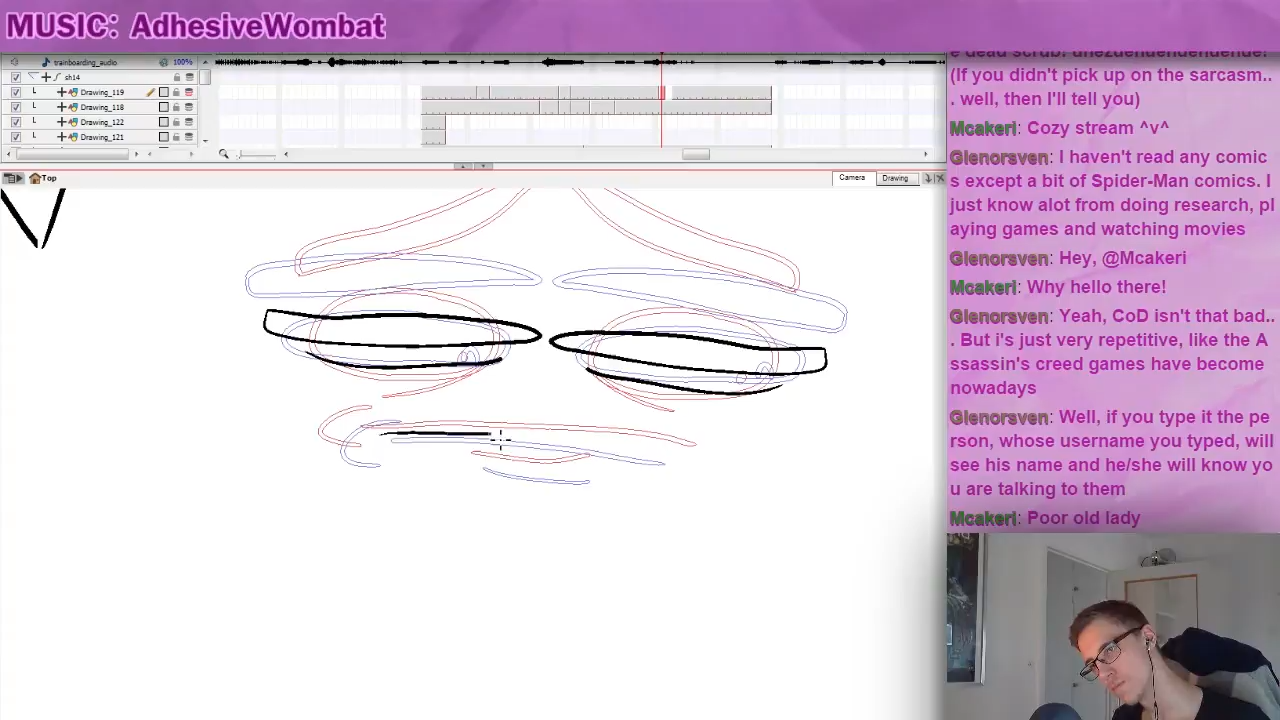 MUSIC: AdhesiveWombat
trainboarding_audio
100%
sh14
Drawing_119
Drawing_118
Drawing_122
Drawing_121
Top
Camera
Drawing
(If you didn't pick up on the sarcasm..
. well, then I'll tell you)
Mcakeri: Cozy stream ^v^
Glenorsven: I haven't read any comic
s except a bit of Spider-Man comics. I
just know alot from doing research, pl
aying games and watching movies
Glenorsven: Hey, @Mcakeri
Mcakeri: Why hello there!
Glenorsven: Yeah, CoD isn't that bad..
. But i's just very repetitive, like the A
ssassin's creed games have become
nowadays
Glenorsven: Well, if you type it the pe
rson, whose username you typed, will
see his name and he/she will know yo
u are talking to them
Mcakeri: Poor old lady